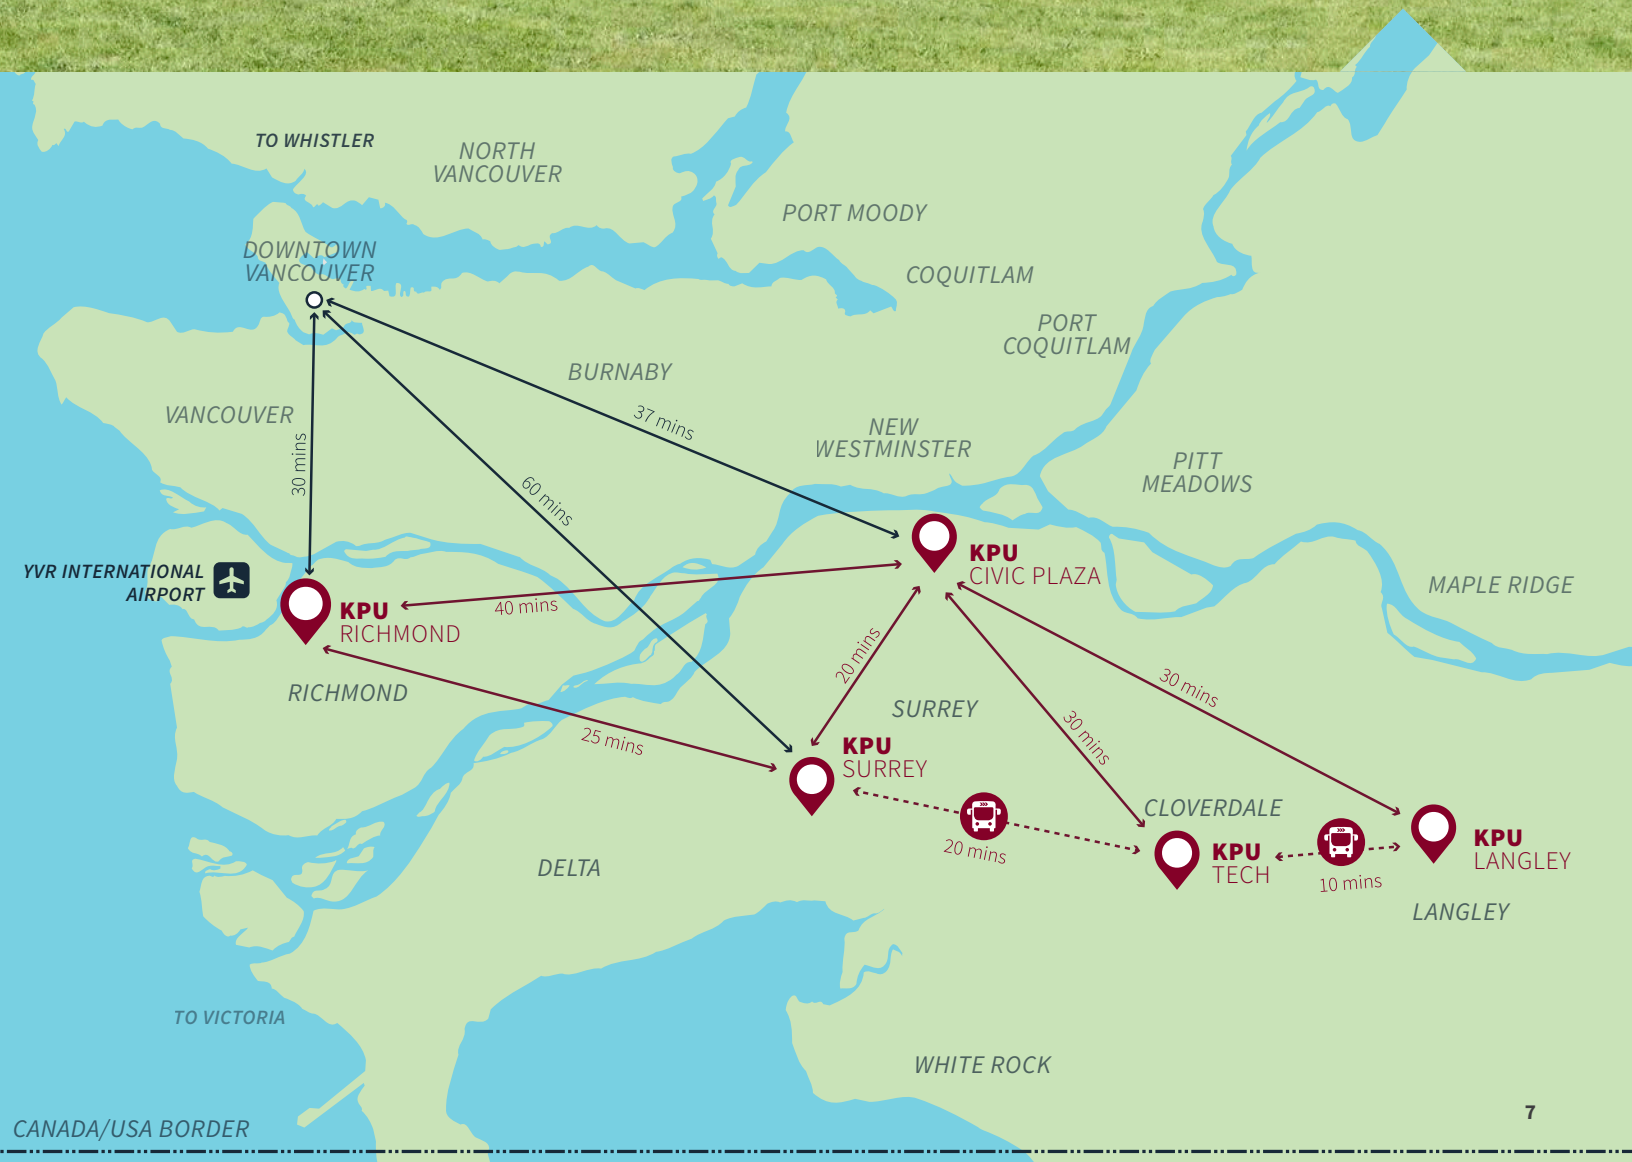 TO WHISTLER
NORTH
VANCOUVER
PORT MOODY
DOWNTOWN
VANCOUVER
COQUITLAM
PORT
COQUITLAM
BURNABY
VANCOUVER
37 mins
30 mins
NEW
WESTMINSTER
PITT
MEADOWS
60 mins
YVR INTERNATIONAL
AIRPORT
KPU
CIVIC PLAZA
MAPLE RIDGE
KPU
RICHMOND
40 mins
20 mins
30 mins
RICHMOND
SURREY
30 mins
25 mins
KPU
SURREY
CLOVERDALE
20 mins
KPU
TECH
KPU
LANGLEY
10 mins
DELTA
LANGLEY
TO VICTORIA
WHITE ROCK
7
CANADA/USA BORDER